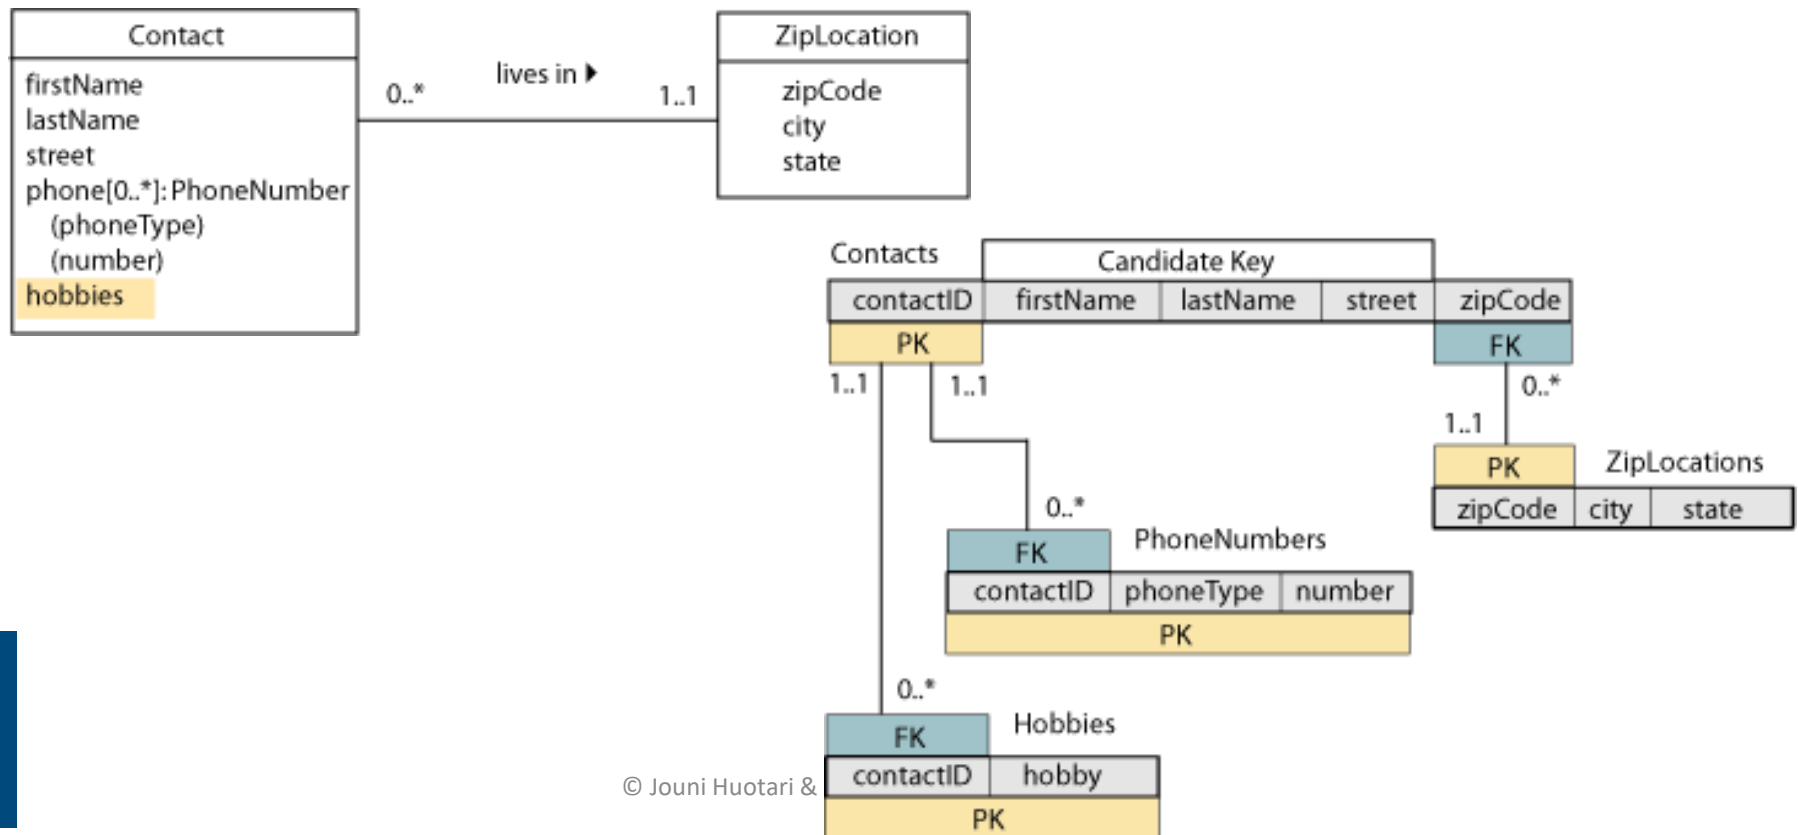 Contact
firstName
lastName
street
phone[0..*]:PhoneNumber
(phoneType)
(number)
hobbies
0..*
lives in
1..1
ZipLocation
zipCode
city
state
Contacts
Candidate Key
contactID firstName lastName street zipCode
PK
FK
1..1
1..1
0..*
1..1
PK
ZipLocations
zipCode city state
0..*
FK
PhoneNumbers
contactID phoneType number
PK
0..*
FK
Hobbies
contactID hobby
PK
© Jouni Huotari &